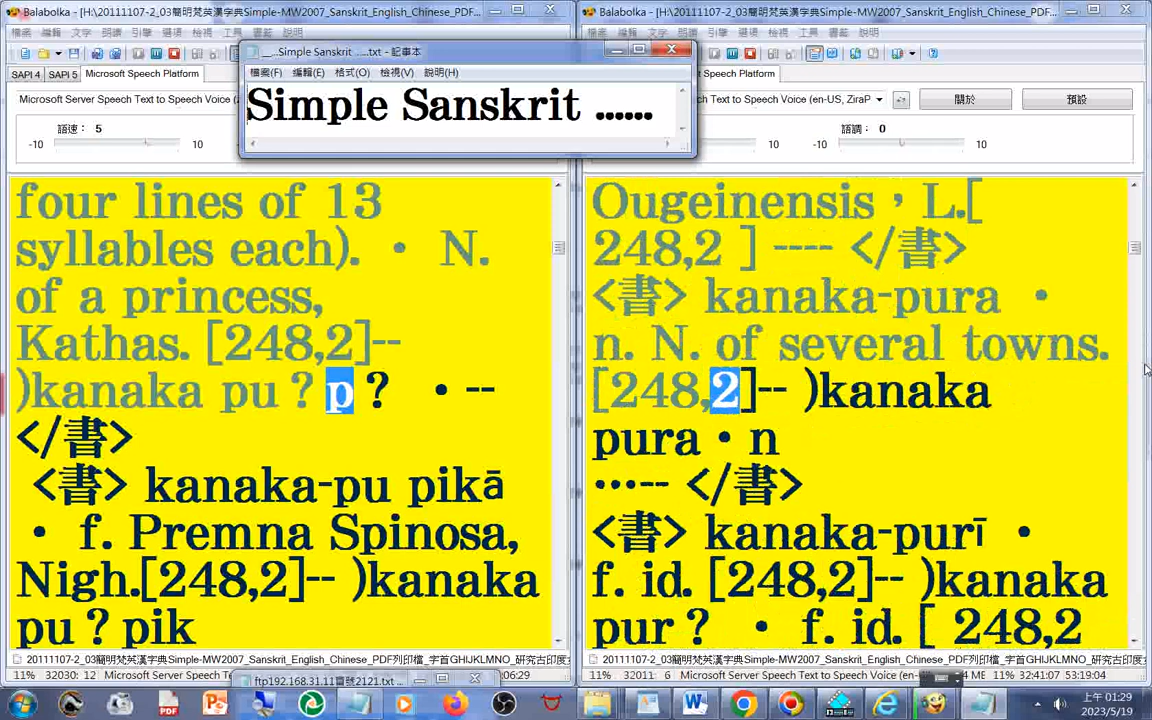 Balabolka - [H:\20111107-2_03簡明梵英漢字典Simple-MW2007_Sanskrit_English_Chinese_PDF...
Balabolka - [H:\20111107-2_03簡明梵英漢字典Simple-MW2007_Sanskrit_English_Chinese_PDF...
檔案 編輯 文字 朗讀 引擎 選項 檢視 工具 書籤 說明
__...Simple Sanskrit ......txt - 記事本
檔案(F) 編輯(E) 格式(O) 檢視(V) 說明(H)
Simple Sanskrit ......
SAPI 4 SAPI 5 Microsoft Speech Platform
t Speech Platform
Microsoft Server Speech Text to Speech Voice (
xt to Speech Voice (en-US, ZiraP
關於 預設
語速： 5
-10 10
10
語調： 0
-10 10
four lines of 13
syllables each). • N.
of a princess,
Kathas. [248,2]--
)kanaka pu ? p ? • --
</書>
<書> kanaka-pu pikā
• f. Premna Spinosa,
Nigh.[248,2]-- )kanaka
pu ? pik
Ougeinensis，L.[
248,2 ] ---- </書>
<書> kanaka-pura •
n. N. of several towns.
[248,2]-- )kanaka
pura • n
•••-- </書>
<書> kanaka-purī •
f. id. [248,2]-- )kanaka
pur ? • f. id. [ 248,2
20111107-2_03簡明梵英漢字典Simple-MW2007_Sanskrit_English_Chinese_PDF列印檔_字首GHIJKLMNO_研究古印度
20111107-2_03簡明梵英漢字典Simple-MW2007_Sanskrit_English_Chinese_PDF列印檔_字首GHIJKLMNO_研究古印度
11% 32030: 12 Microsoft Server Spee
:06:29
11% 32011: 6 Microsoft Server Speech Text to Speech
11% 32:41:07 53:19:04
ftp192.168.31.11賈號2121.txt ...
上午 01:29
2023/5/19